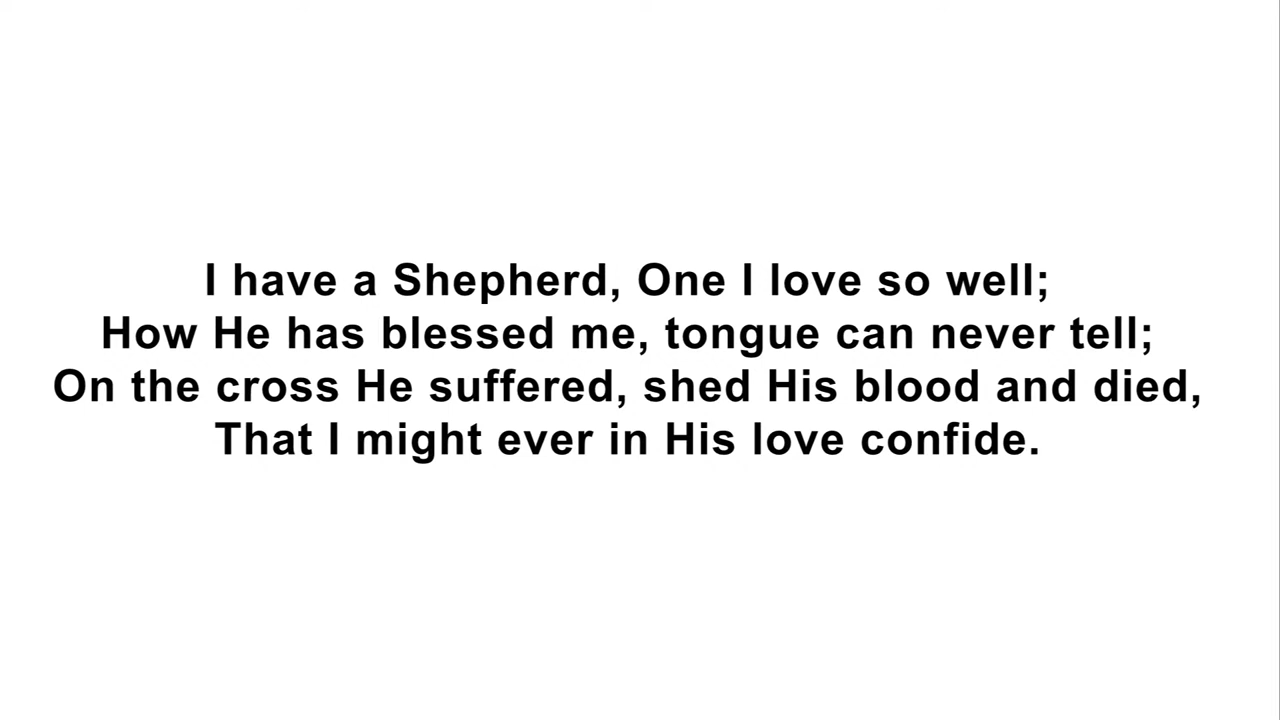 I have a Shepherd, One I love so well;
How He has blessed me, tongue can never tell;
On the cross He suffered, shed His blood and died,
That I might ever in His love confide.